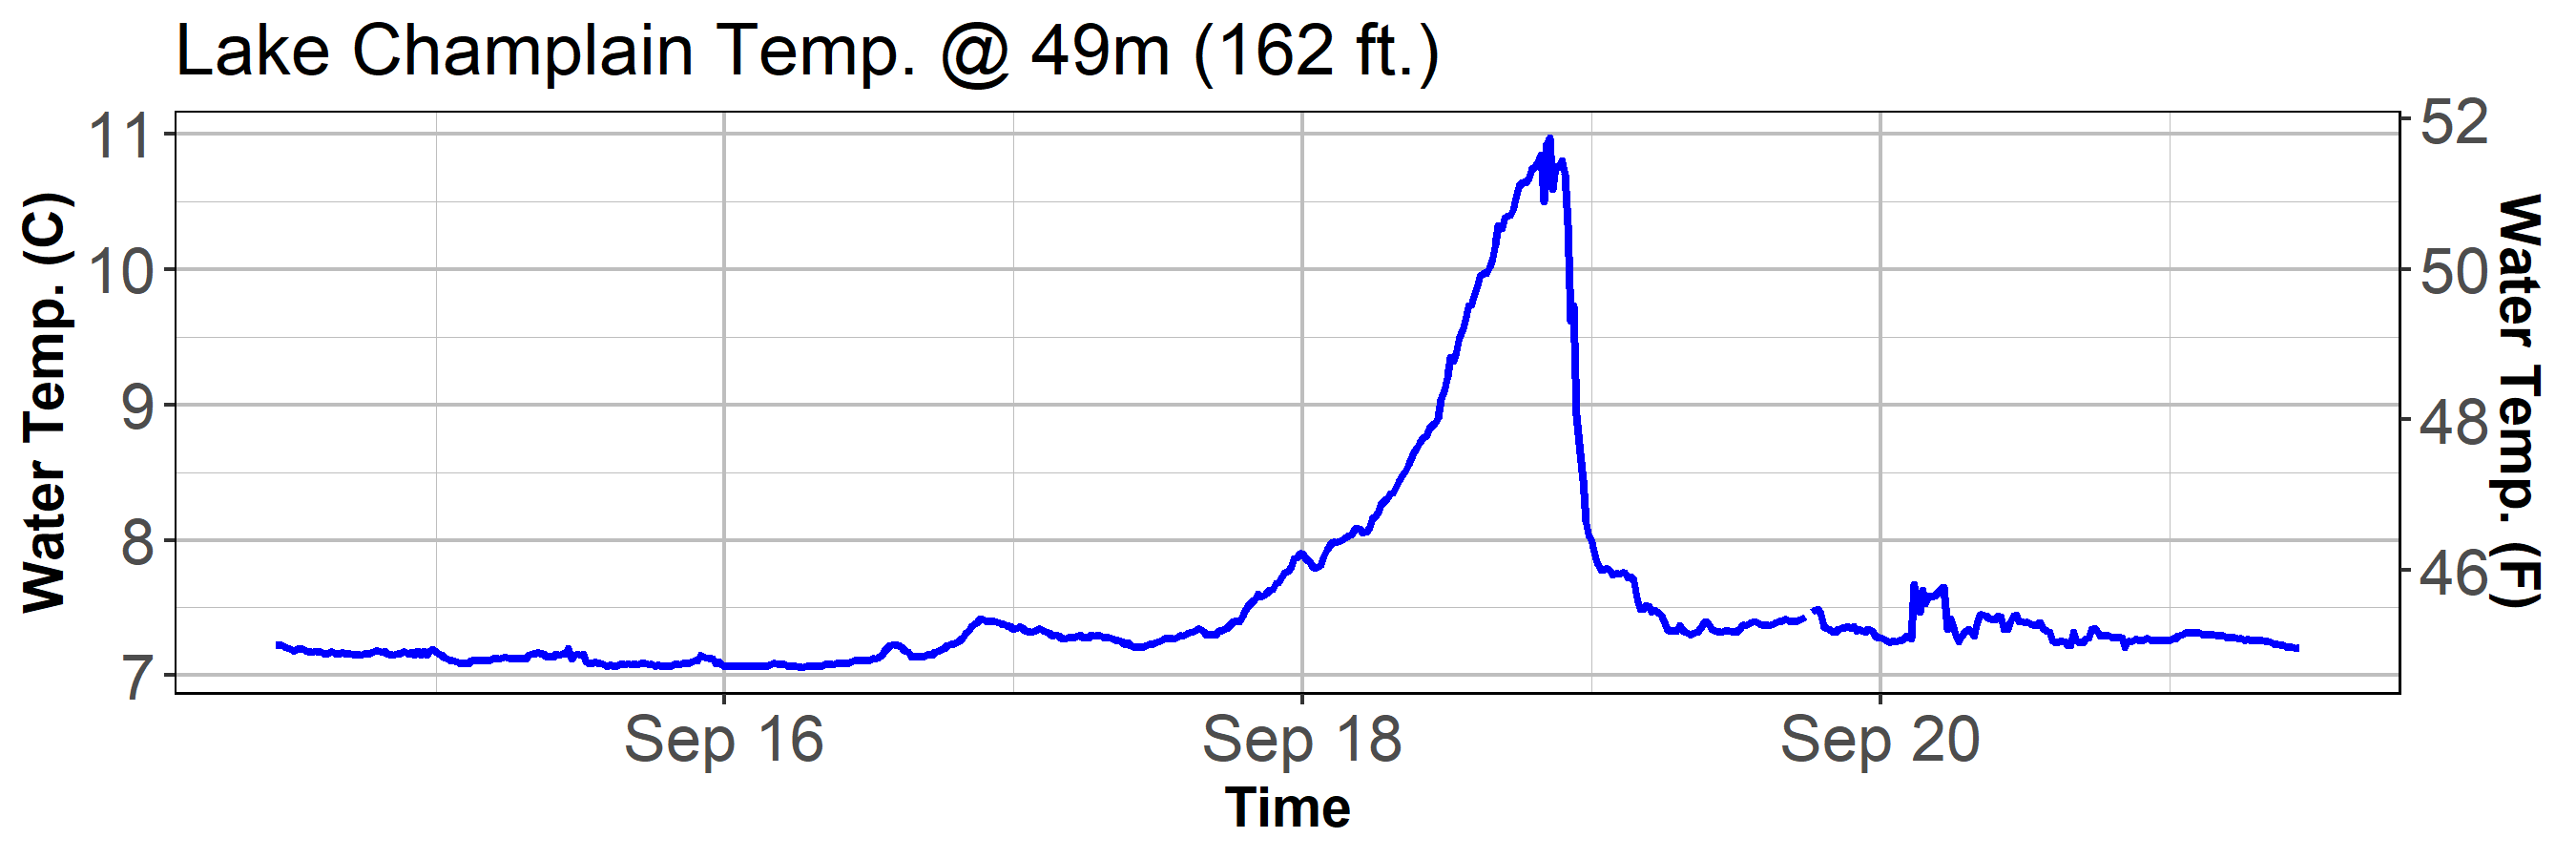 Lake Champlain Temp. @ 49m (162 ft.)
11
10
9
8
7
Water Temp. (C)
52
50
48
46
Water Temp. (F)
Sep 16 Sep 18 Sep 20
Time